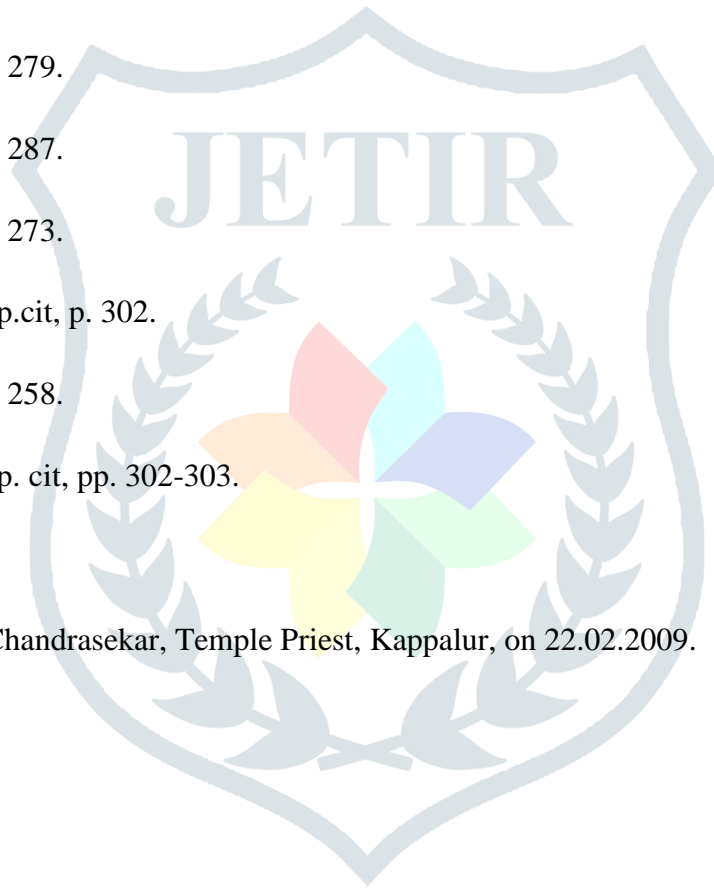 279.
JETIR
287.
273.
p.cit, p. 302.
258.
p. cit, pp. 302-303.
Chandrasekar, Temple Priest, Kappalur, on 22.02.2009.